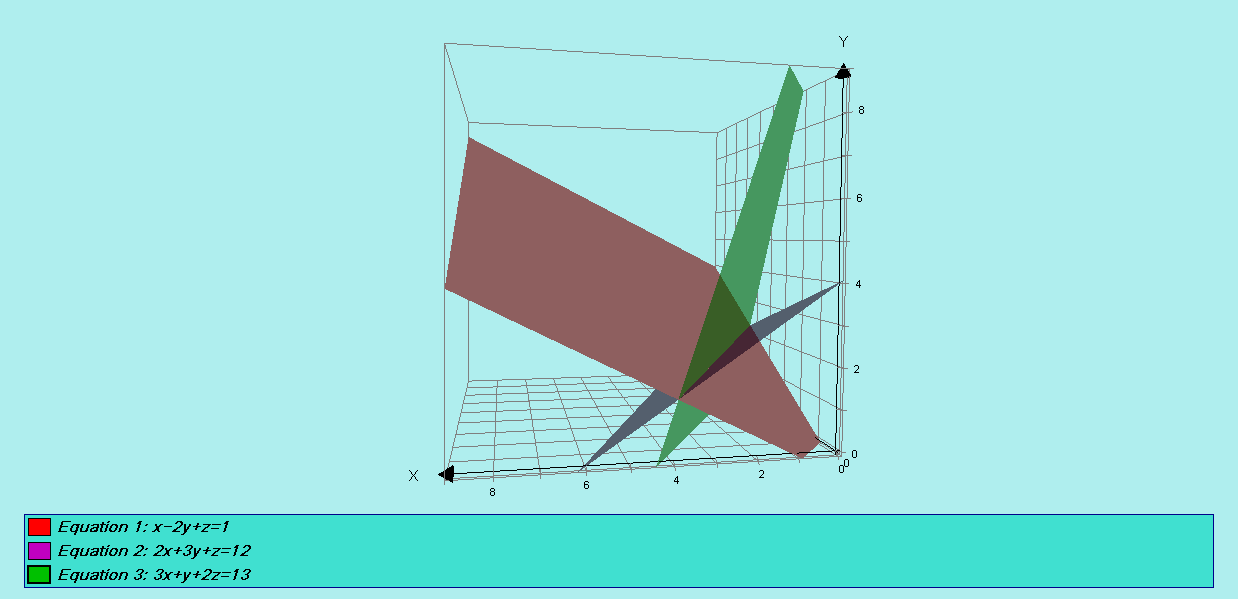 Y
8
6
4
2
0
0
0
X
8
6
4
2
Equation 1: x-2y+z=1
Equation 2: 2x+3y+z=12
Equation 3: 3x+y+2z=13